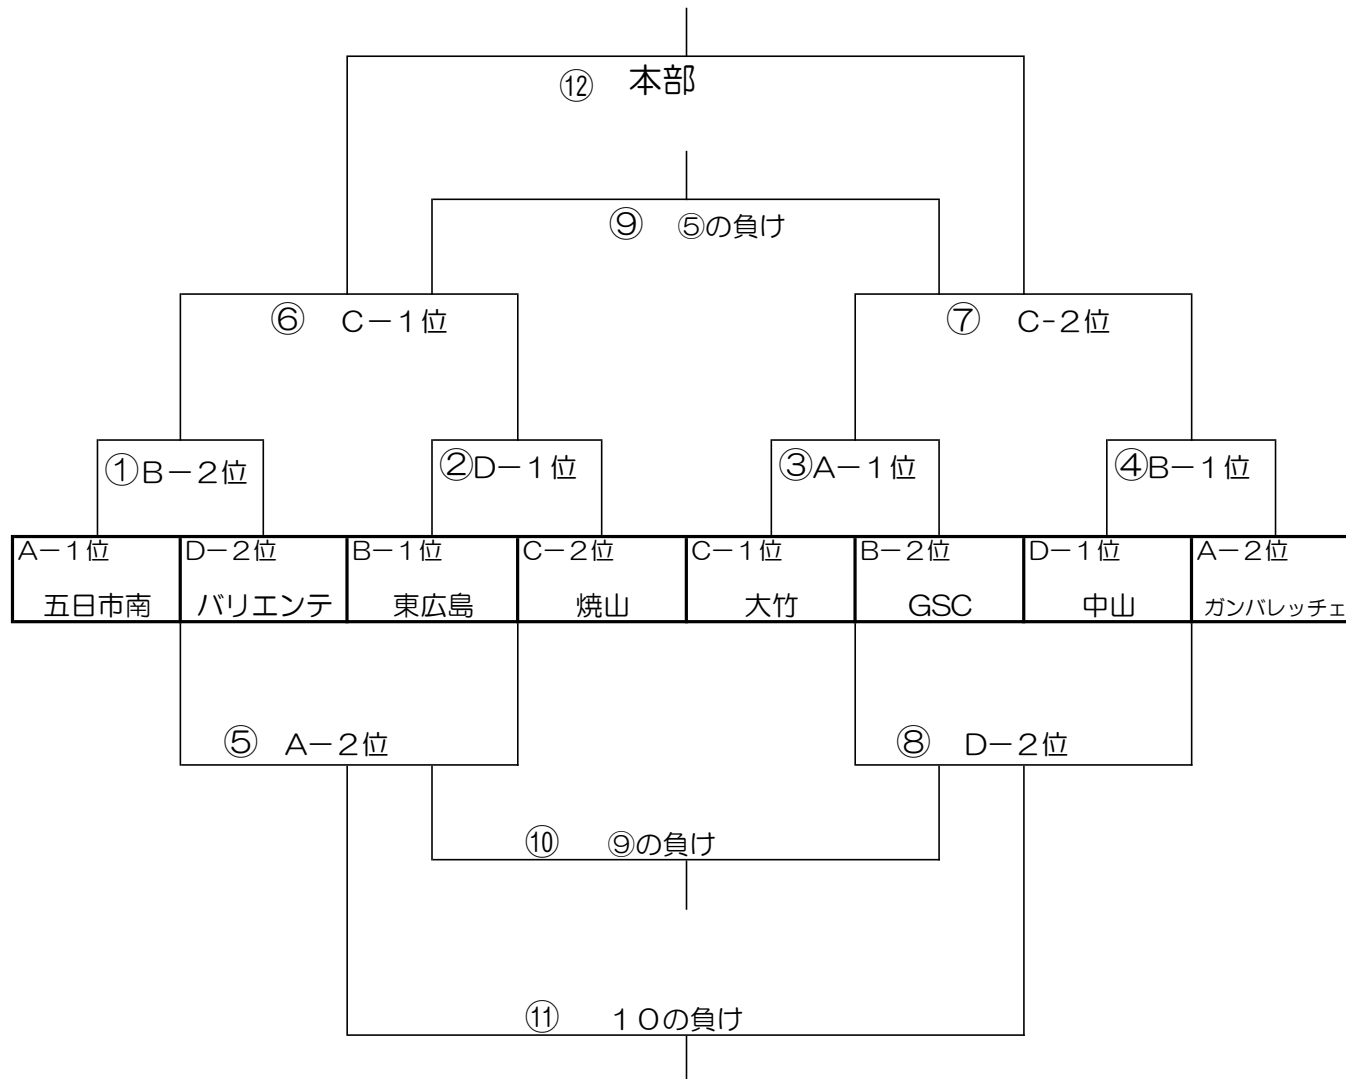 ⑫ 本部
⑨ ⑤の負け
⑥ C－1位
⑦ C-2位
①B－2位
②D－1位
③A－1位
④B－1位
A－1位
D－2位
B－1位
C－2位
C－1位
B－2位
D－1位
A－2位
五日市南
バリエンテ
東広島
焼山
大竹
GSC
中山
ガンバレッチェ
⑤ A－2位
⑧ D－2位
⑩ ⑨の負け
⑪ １０の負け